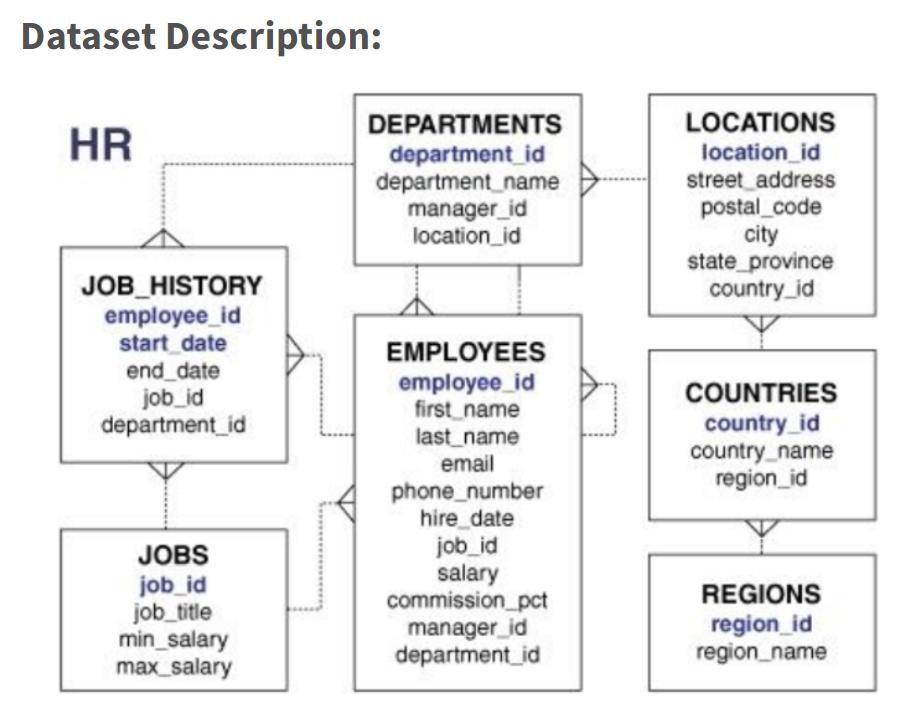 Dataset Description:
HR
DEPARTMENTS
department_id
department_name
manager_id
location_id
LOCATIONS
location_id
street_address
postal_code
city
state_province
country_id
JOB_HISTORY
employee_id
start_date
end_date
job_id
department_id
EMPLOYEES
employee_id
first_name
last_name
email
phone_number
hire_date
job_id
salary
commission_pct
manager_id
department_id
COUNTRIES
country_id
country_name
region_id
JOBS
job_id
job_title
min_salary
max_salary
REGIONS
region_id
region_name